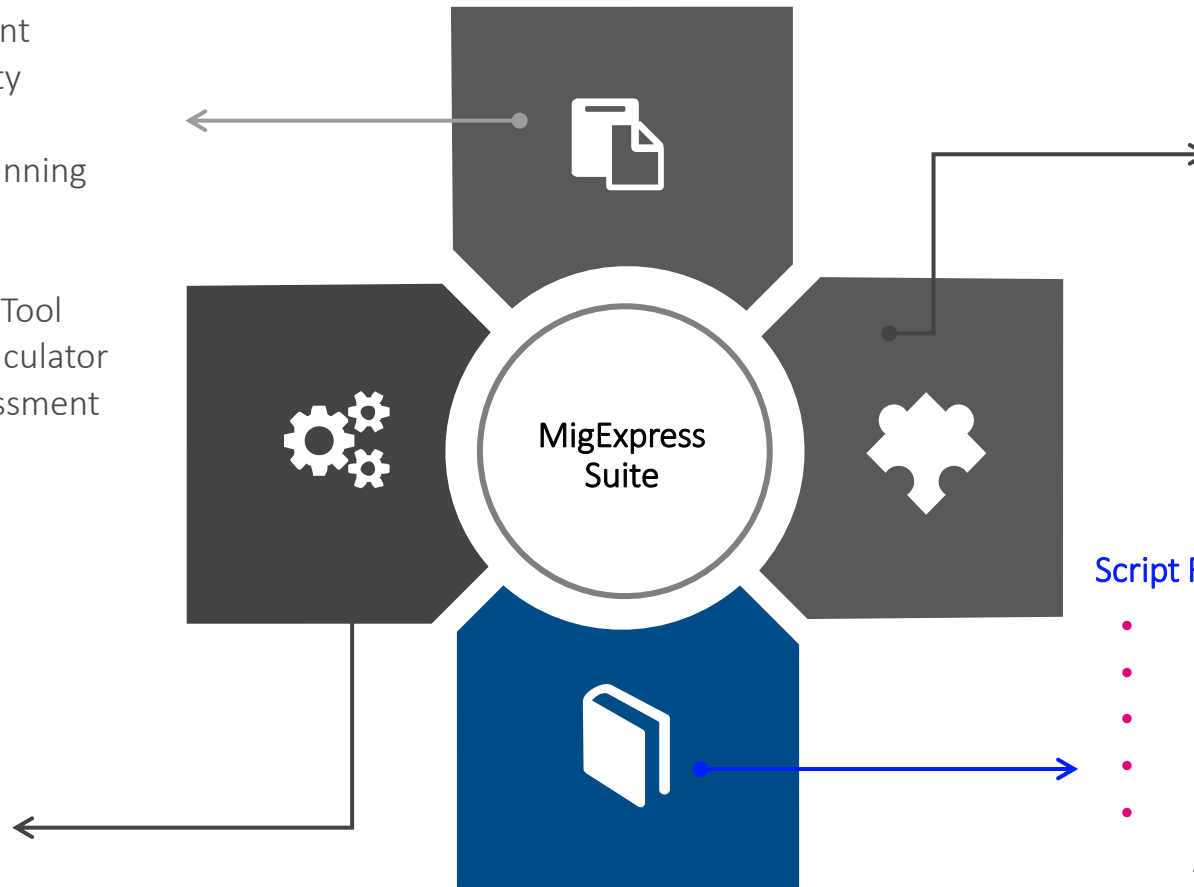 nt
ty
nning
Tool
culator
ssment
MigExpress
Suite
Script